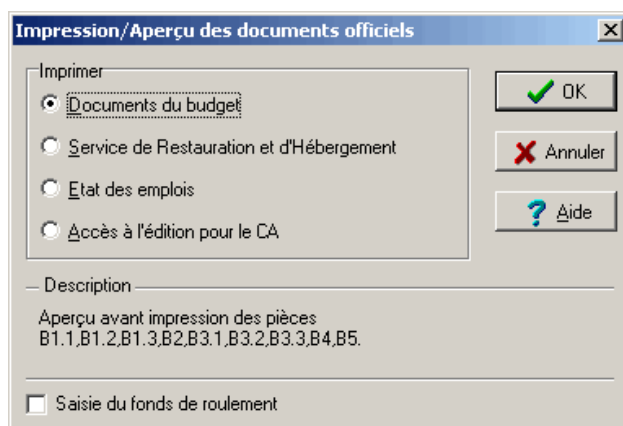 Impression/Aperçu des documents officiels
Imprimer
Documents du budget
Service de Restauration et d'Hébergement
Etat des emplois
Accès à l'édition pour le CA
OK
Annuler
Aide
Description
Aperçu avant impression des pièces
B1.1,B1.2,B1.3,B2,B3.1,B3.2,B3.3,B4,B5.
Saisie du fonds de roulement